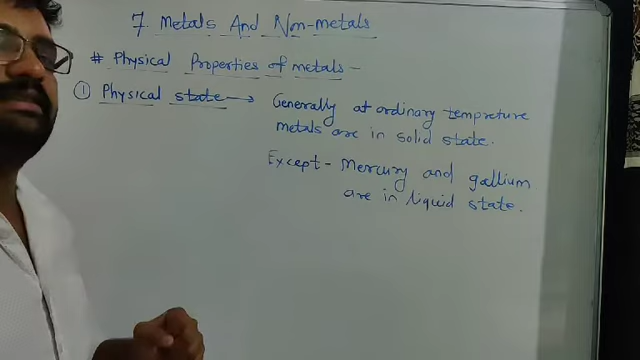 7 Metals And Non-metals
# Physical Properties of metals -
① Physical state → Generally at ordinary tempreture
metals are in solid state.
Except - Mercury and gallium
are in liquid state.